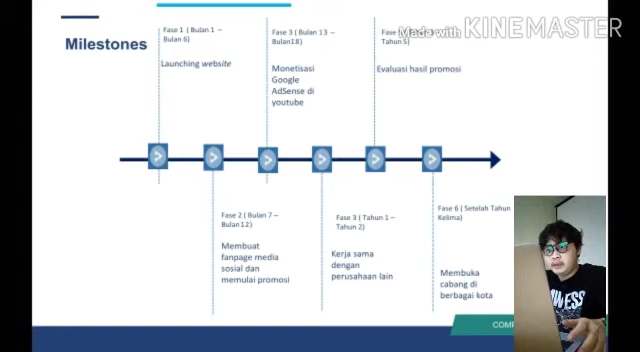 Milestones
Fase 1 ( Bulan 1 –
Bulan 6)
Launching website
Fase 3 ( Bulan 13 –
Bulan18)
Monetisasi
Google
AdSense di
youtube
Fase
Tahun 5)
Evaluasi hasil promosi
Made with KINEMASTER
Fase 2 ( Bulan 7 –
Bulan 12)
Membuat
fanpage media
sosial dan
memulai promosi
Fase 3 ( Tahun 1 –
Tahun 2)
Kerja sama
dengan
perusahaan lain
Fase 6 ( Setelah Tahun
Kelima)
Membuka
cabang di
berbagai kota